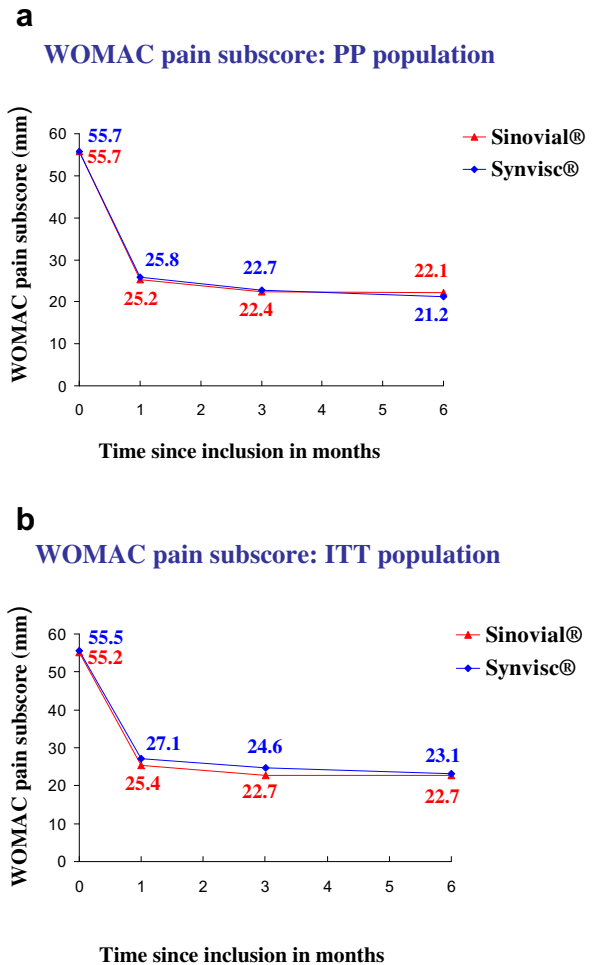 a
WOMAC pain subscore: PP population
WOMAC pain subscore (mm)
60
50
40
30
20
10
0
55.7
55.7
25.8
25.2
22.7
22.4
22.1
21.2
Sinovial®
Synvisc®
0 1 2 3 4 5 6
Time since inclusion in months
b
WOMAC pain subscore: ITT population
WOMAC pain subscore (mm)
60
50
40
30
20
10
0
55.5
55.2
27.1
25.4
24.6
22.7
23.1
22.7
Sinovial®
Synvisc®
0 1 2 3 4 5 6
Time since inclusion in months